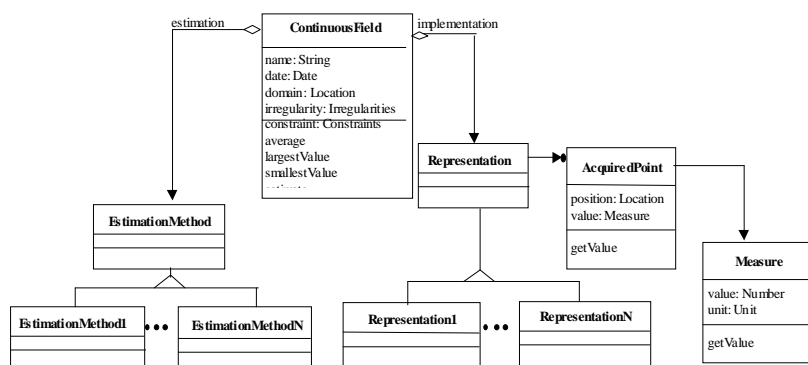 estimation
ContinuousField
implementation
name: String
date: Date
domain: Location
irregularity: Irregularities
constraint: Constraints
average
largestValue
smallestValue
Representation
AcquiredPoint
position: Location
value: Measure
getValue
EstimationMethod
Measure
value: Number
unit: Unit
getValue
EstimationMethod1
•••
EstimationMethodN
Representation1
•••
RepresentationN